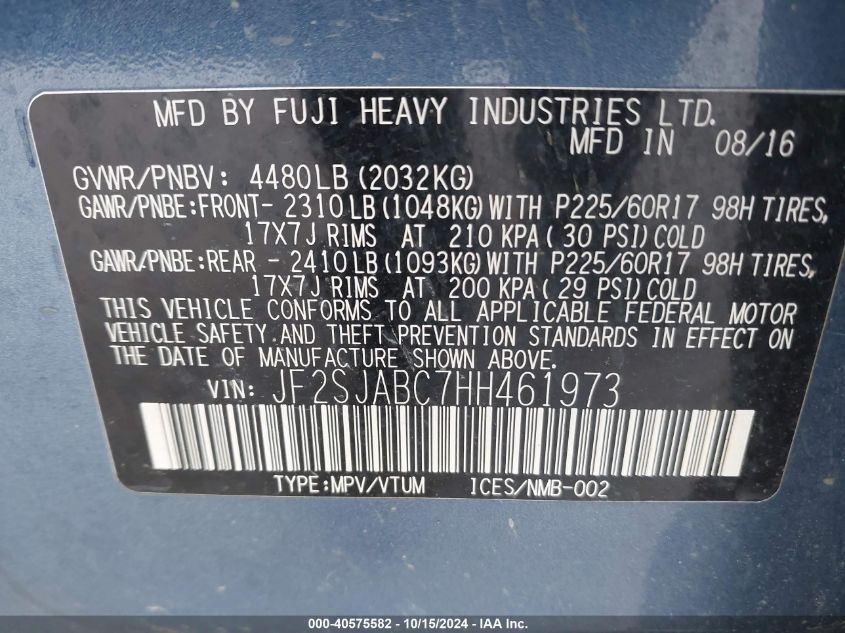 MFD BY FUJI HEAVY INDUSTRIES LTD.
MFD IN 08/16
GVWR/PNBV: 4480LB(2032KG)
GAWR/PNBE:FRONT- 2310LB(1048KG)WITH P225/60R17 98H TIRES,
17X7J RIMS AT 210 KPA(30 PSI)COLD
GAWR/PNBE:REAR - 2410LB(1093KG)WITH P225/60R17 98H TIRES,
17X7J RIMS AT 200 KPA(29 PSI)COLD
THIS VEHICLE CONFORMS TO ALL APPLICABLE FEDERAL MOTOR
VEHICLE SAFETY AND THEFT PREVENTION STANDARDS IN EFFECT ON
THE DATE OF MANUFACTURE SHOWN ABOVE.
VIN: JF2SJABC7HH461973
TYPE:MPV/VTUM ICES/NMB-002
000-40575582 - 10/15/2024 - IAA Inc.